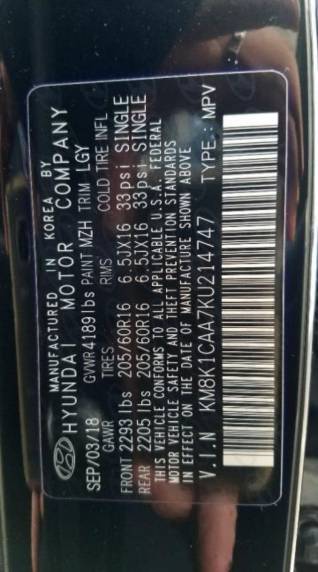 MANUFACTURED IN KOREA BY
HYUNDAI MOTOR COMPANY
SEP/03/18 GVWR 4189 lbs PAINT MZH TRIM LGY
GAWR RIMS COLD TIRE INFL
FRONT 2293 lbs 205/60R16 6.5JX16 33psi SINGLE
REAR 2205 lbs 205/60R16 6.5JX16 33psi SINGLE
THIS VEHICLE CONFORMS TO ALL APPLICABLE U.S.A. FEDERAL
MOTOR VEHICLE SAFETY AND THEFT PREVENTION STANDARDS
IN EFFECT ON THE DATE OF MANUFACTURE SHOWN ABOVE
V.I.N KM8K1CAA7KU214747 TYPE: MPV